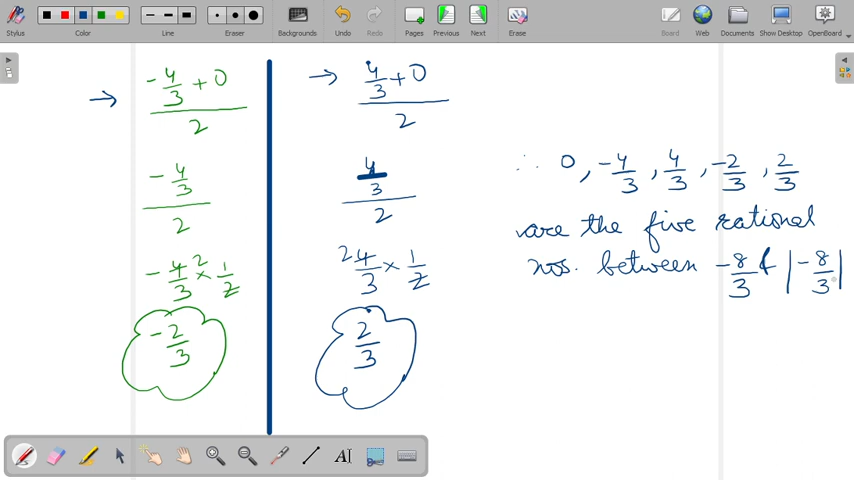 Stylus
Color
Line
Eraser
Backgrounds
Undo
Redo
Pages
Previous
Next
Erase
Board
Web
Documents
Show Desktop
OpenBoard
→ (-4/3 + 0)/2
(-4/3)/2
-4/3 2 × 1/2
-2/3
→ (4/3 + 0)/2
(4/3)/2
2 4/3 × 1/2
2/3
∴ 0, -4/3, 4/3, -2/3, 2/3
are the five rational
nos. between -8/3 & |-8/3|
AI